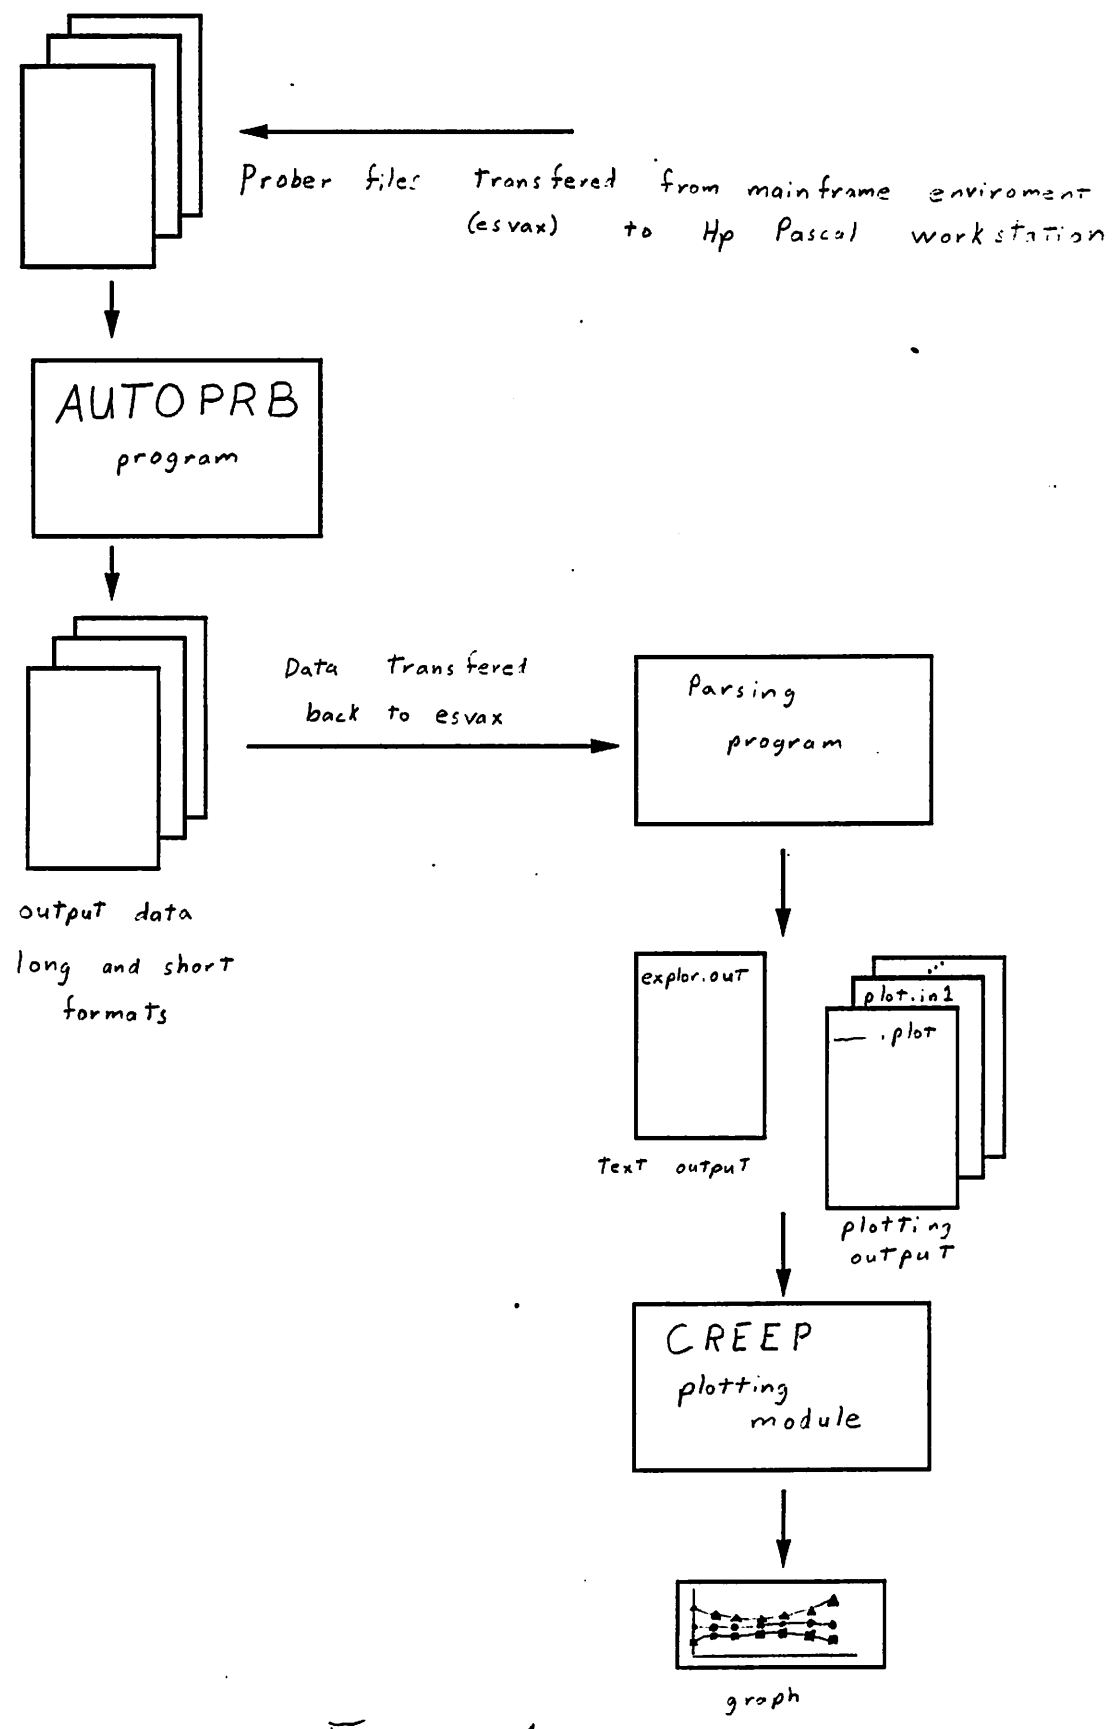 Prober files transfered from mainframe enviroment
(esvax) to Hp Pascal workstation
AUTOPRB
program
Data transfered
back to esvax
Parsing
program
output data
long and short
formats
explor.out
plot.in1
.plot
text output
plotting
output
CREEP
plotting
module
graph